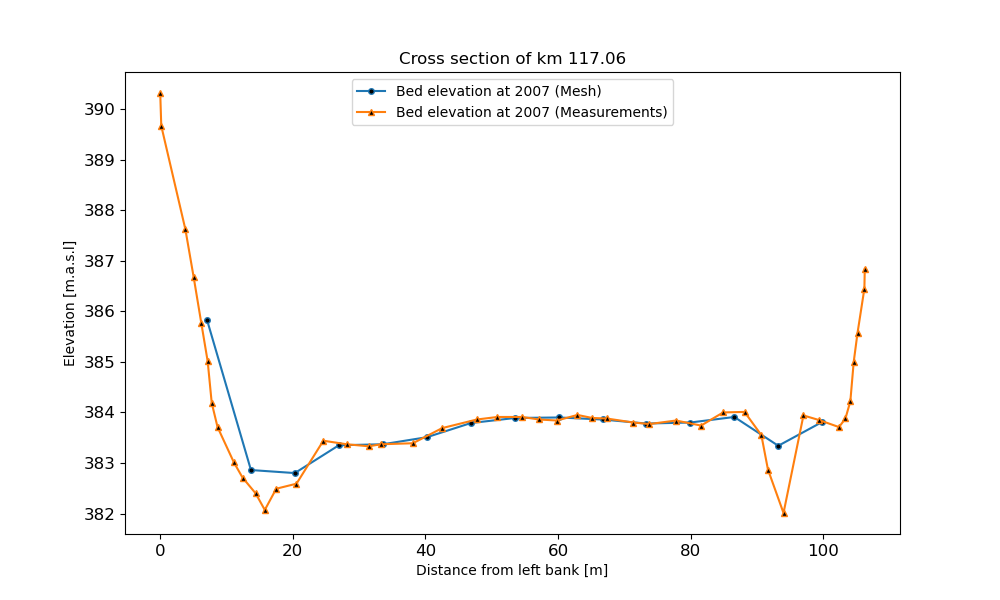 Cross section of km 117.06
Bed elevation at 2007 (Mesh)
Bed elevation at 2007 (Measurements)
Elevation [m.a.s.l]
390
389
388
387
386
385
384
383
382
0 20 40 60 80 100
Distance from left bank [m]